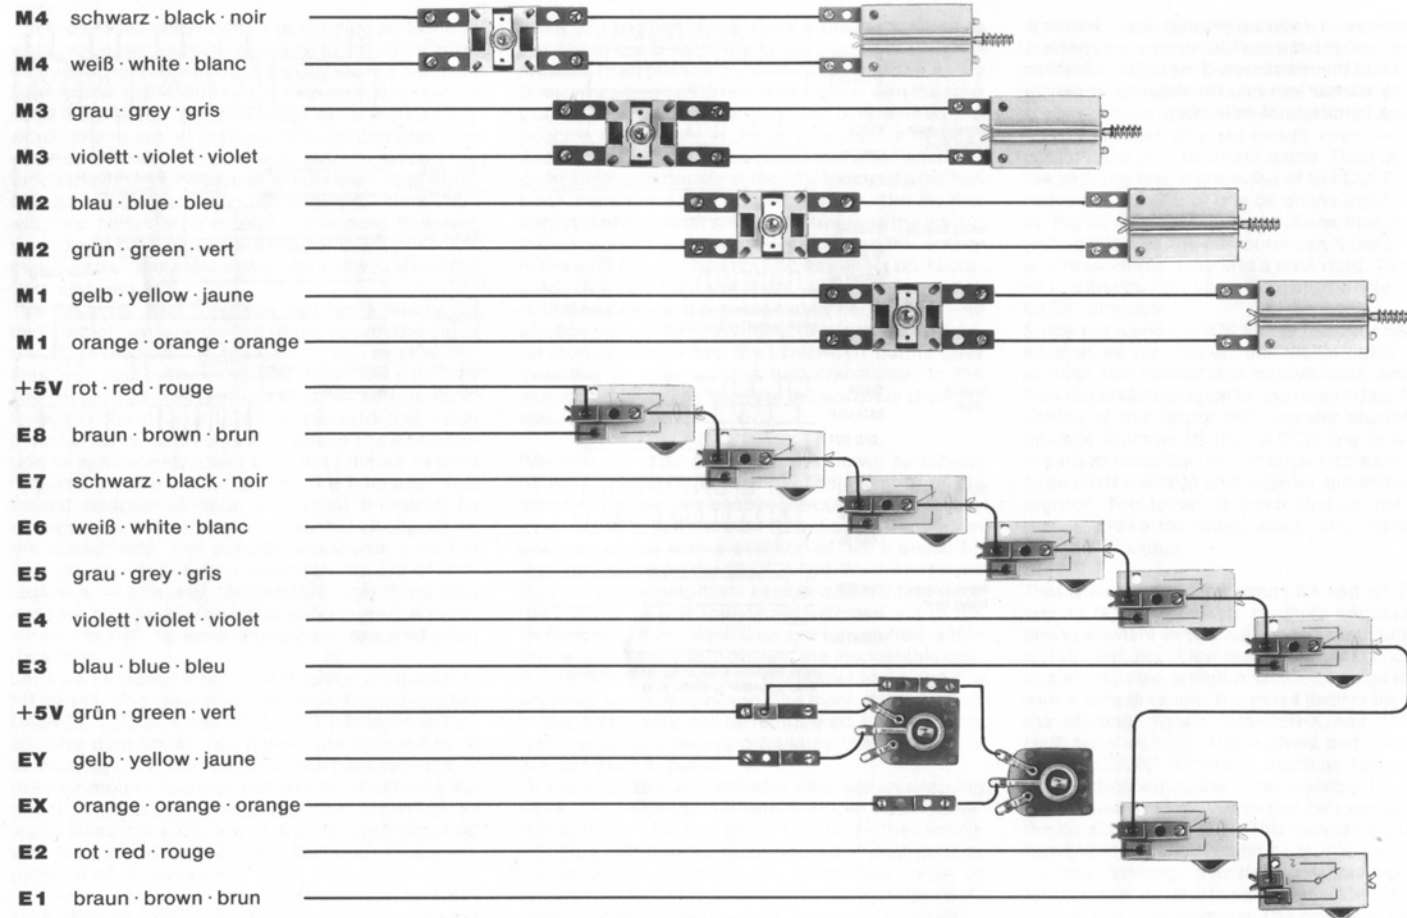 M4 schwarz · black · noir
M4 weiß · white · blanc
M3 grau · grey · gris
M3 violett · violet · violet
M2 blau · blue · bleu
M2 grün · green · vert
M1 gelb · yellow · jaune
M1 orange · orange · orange
+5V rot · red · rouge
E8 braun · brown · brun
E7 schwarz · black · noir
E6 weiß · white · blanc
E5 grau · grey · gris
E4 violett · violet · violet
E3 blau · blue · bleu
+5V grün · green · vert
EY gelb · yellow · jaune
EX orange · orange · orange
E2 rot · red · rouge
E1 braun · brown · brun